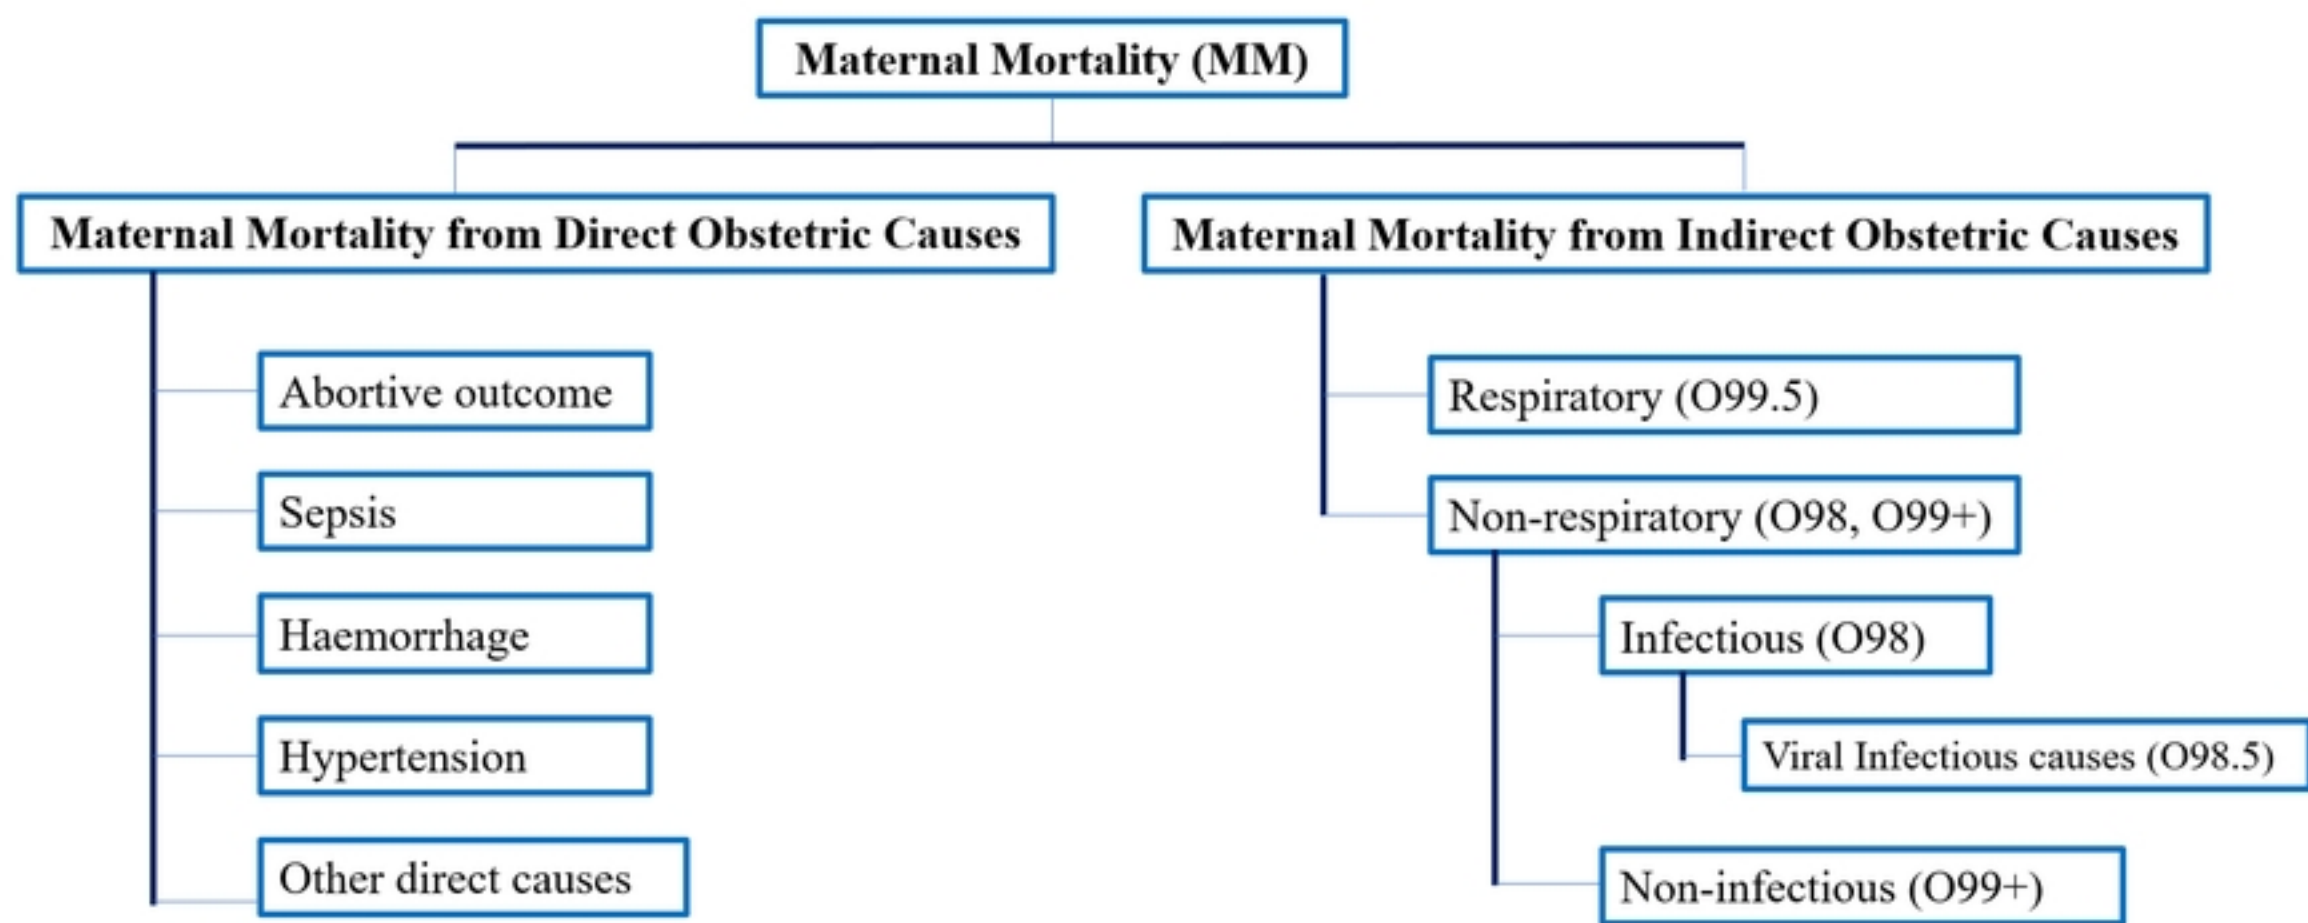 Maternal Mortality (MM)
Maternal Mortality from Direct Obstetric Causes
Abortive outcome
Sepsis
Haemorrhage
Hypertension
Other direct causes
Maternal Mortality from Indirect Obstetric Causes
Respiratory (O99.5)
Non-respiratory (O98, O99+)
Infectious (O98)
Viral Infectious causes (O98.5)
Non-infectious (O99+)